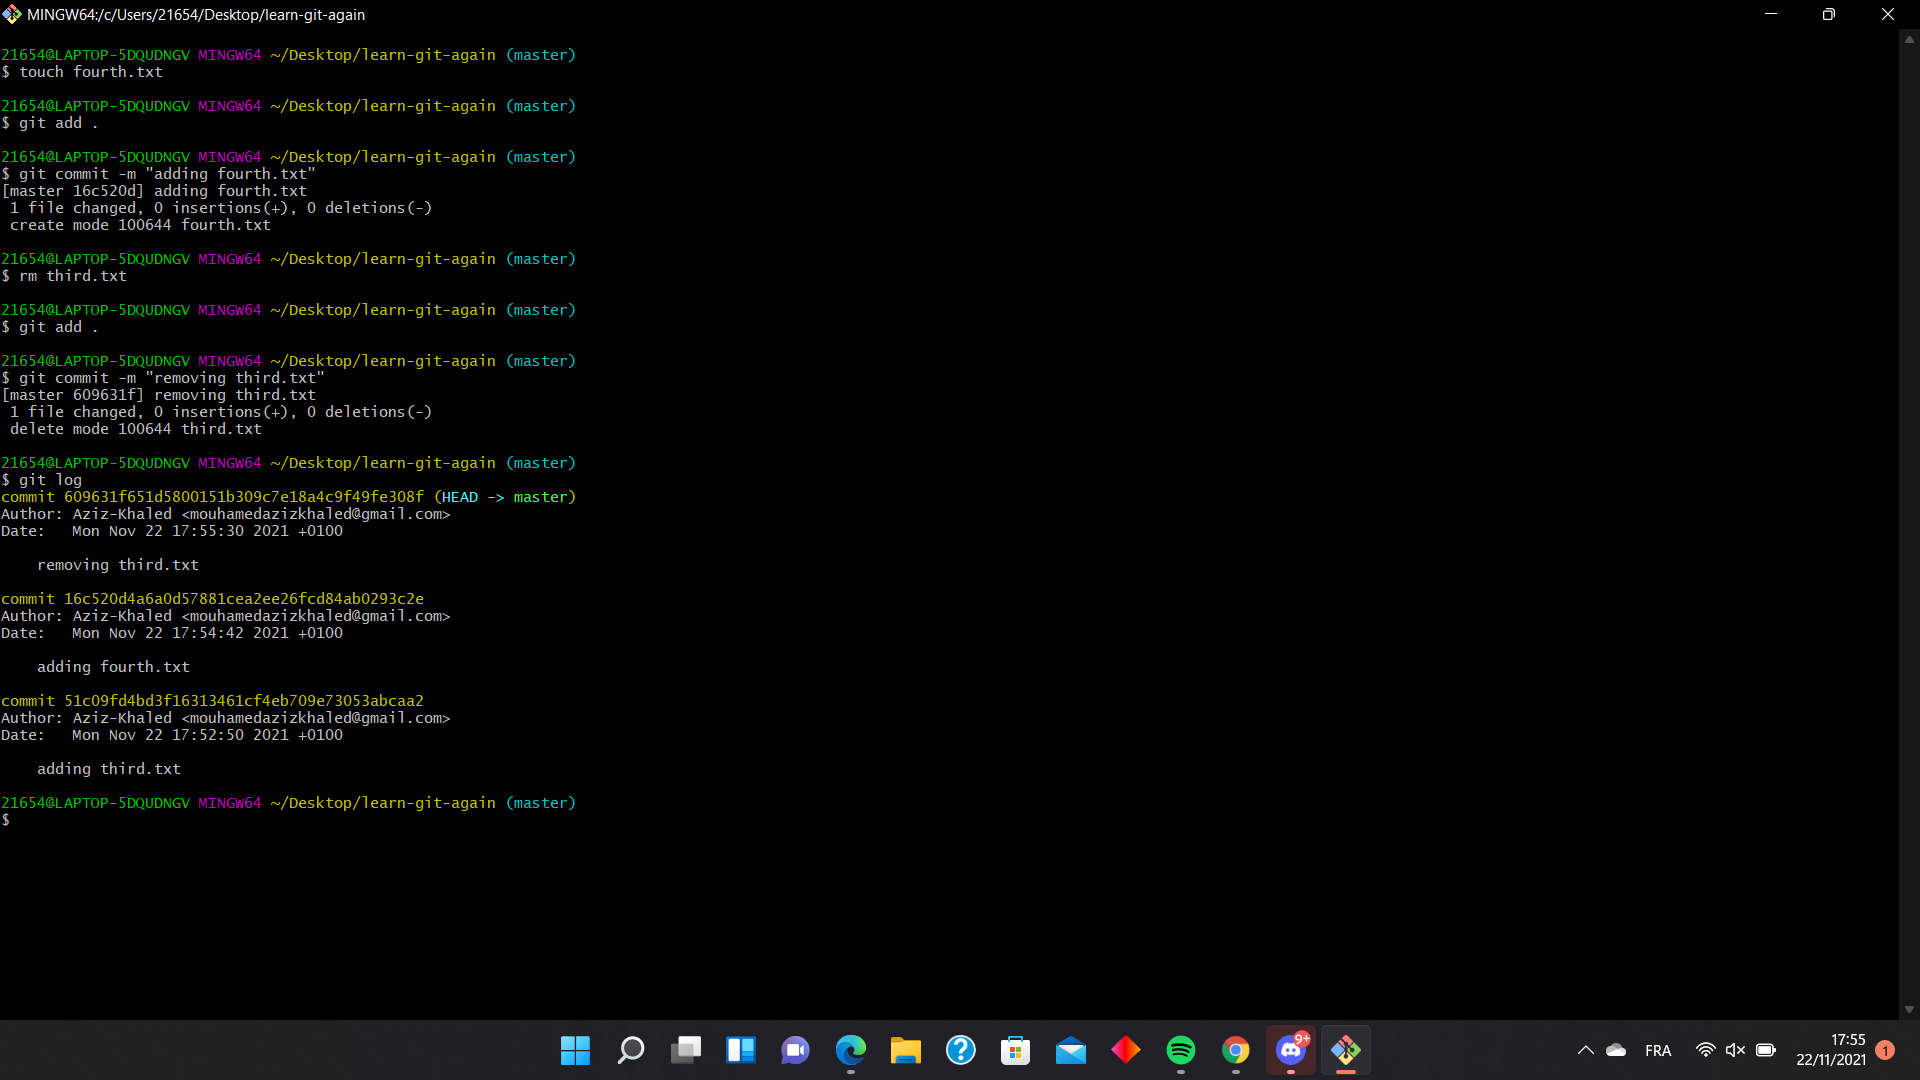 MINGW64:/c/Users/21654/Desktop/learn-git-again
21654@LAPTOP-5DQUDNGV MINGW64 ~/Desktop/learn-git-again (master)
$ touch fourth.txt
21654@LAPTOP-5DQUDNGV MINGW64 ~/Desktop/learn-git-again (master)
$ git add .
21654@LAPTOP-5DQUDNGV MINGW64 ~/Desktop/learn-git-again (master)
$ git commit -m "adding fourth.txt"
[master 16c520d] adding fourth.txt
 1 file changed, 0 insertions(+), 0 deletions(-)
 create mode 100644 fourth.txt
21654@LAPTOP-5DQUDNGV MINGW64 ~/Desktop/learn-git-again (master)
$ rm third.txt
21654@LAPTOP-5DQUDNGV MINGW64 ~/Desktop/learn-git-again (master)
$ git add .
21654@LAPTOP-5DQUDNGV MINGW64 ~/Desktop/learn-git-again (master)
$ git commit -m "removing third.txt"
[master 609631f] removing third.txt
 1 file changed, 0 insertions(+), 0 deletions(-)
 delete mode 100644 third.txt
21654@LAPTOP-5DQUDNGV MINGW64 ~/Desktop/learn-git-again (master)
$ git log
commit 609631f651d5800151b309c7e18a4c9f49fe308f (HEAD -> master)
Author: Aziz-Khaled <mouhamedazizkhaled@gmail.com>
Date:   Mon Nov 22 17:55:30 2021 +0100
    removing third.txt
commit 16c520d4a6a0d57881cea2ee26fcd84ab0293c2e
Author: Aziz-Khaled <mouhamedazizkhaled@gmail.com>
Date:   Mon Nov 22 17:54:42 2021 +0100
    adding fourth.txt
commit 51c09fd4bd3f16313461cf4eb709e73053abcaa2
Author: Aziz-Khaled <mouhamedazizkhaled@gmail.com>
Date:   Mon Nov 22 17:52:50 2021 +0100
    adding third.txt
21654@LAPTOP-5DQUDNGV MINGW64 ~/Desktop/learn-git-again (master)
$
9+
FRA
17:55
22/11/2021
1